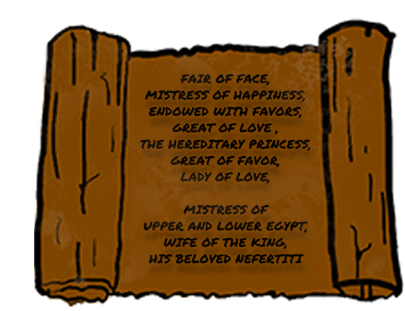 FAIR OF FACE,
MISTRESS OF HAPPINESS,
ENDOWED WITH FAVORS,
GREAT OF LOVE ,
THE HEREDITARY PRINCESS,
GREAT OF FAVOR,
LADY OF LOVE,
MISTRESS OF
UPPER AND LOWER EGYPT,
WIFE OF THE KING,
HIS BELOVED NEFERTITI